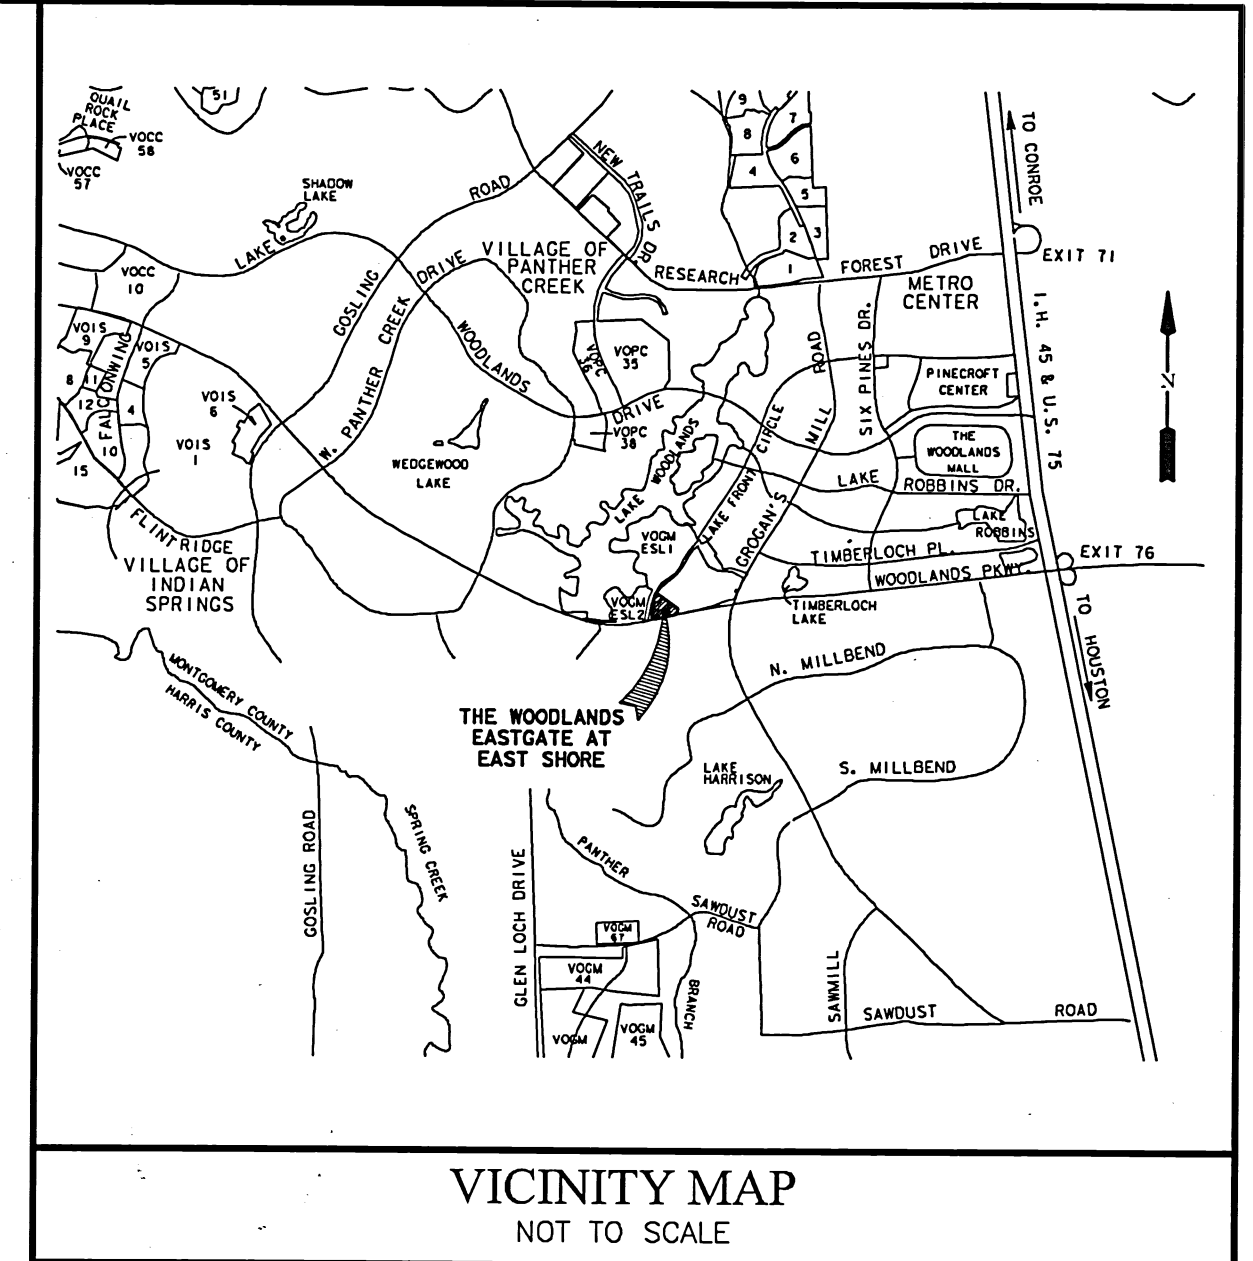 51
QUAIL
ROCK
PLACE
VOCC
58
VOCC
57
SHADOW
LAKE
LAKE
WOODLANDS
DRIVE
GOSLING
ROAD
W. PANTHER CREEK DRIVE
NEW TRAILS DR.
VILLAGE OF
PANTHER
CREEK
RESEARCH
FOREST DRIVE
9
8
7
4
6
5
2
3
1
METRO
CENTER
TO CONROE
EXIT 71
I.H. 45 & U.S. 75
N
VOCC
10
VOIS
9
VOIS
5
8
11
12
4
10
15
FALCONWING
VOIS
6
VOIS
1
VOPC
36
VOPC
35
VOPC
38
WEDGEWOOD
LAKE
LAKE WOODLANDS
LAKE FRONT CIRCLE
GROGAN'S MILL ROAD
SIX PINES DR.
PINECROFT
CENTER
THE
WOODLANDS
MALL
LAKE ROBBINS DR.
LAKE
ROBBINS
TIMBERLOCH PL.
WOODLANDS PKWY.
EXIT 76
TIMBERLOCH
LAKE
TO HOUSTON
FLINTRIDGE
VILLAGE OF
INDIAN
SPRINGS
VOGM
ESL1
VOGM
ESL2
N. MILLBEND
S. MILLBEND
MONTGOMERY COUNTY
HARRIS COUNTY
THE WOODLANDS
EASTGATE AT
EAST SHORE
LAKE
HARRISON
GOSLING ROAD
SPRING CREEK
GLEN LOCH DRIVE
PANTHER
BRANCH
SAWDUST
ROAD
VOGM
67
VOGM
44
VOGM
VOGM
45
SAWMILL
SAWDUST ROAD
VICINITY MAP
NOT TO SCALE